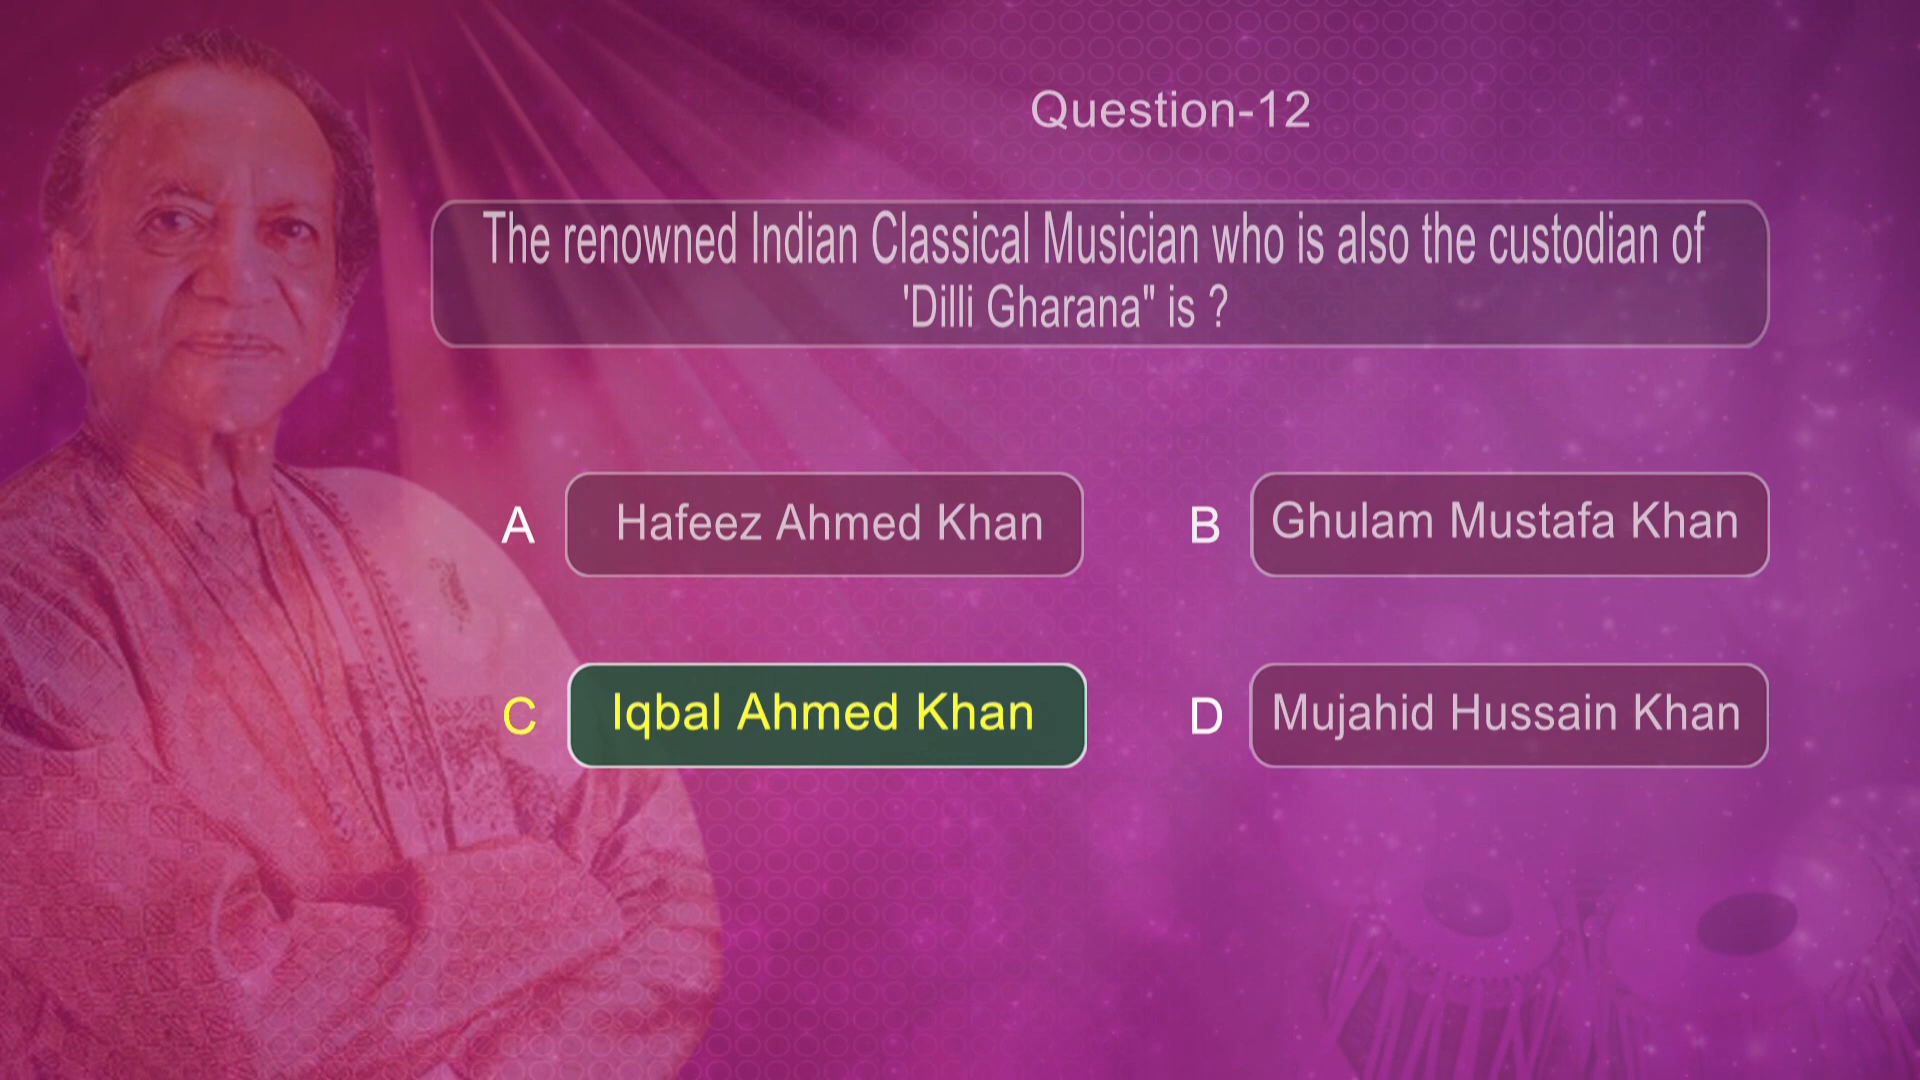 Question-12
The renowned Indian Classical Musician who is also the custodian of
'Dilli Gharana" is ?
A Hafeez Ahmed Khan
B Ghulam Mustafa Khan
C Iqbal Ahmed Khan
D Mujahid Hussain Khan